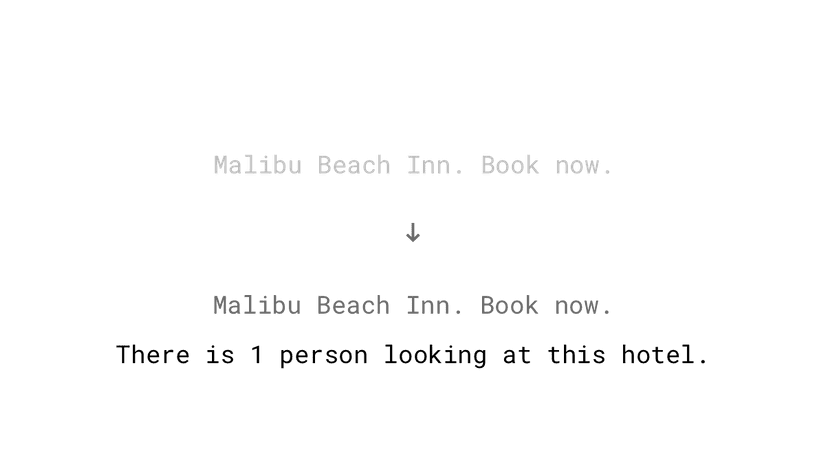 Malibu Beach Inn. Book now.
↓
Malibu Beach Inn. Book now.
There is 1 person looking at this hotel.